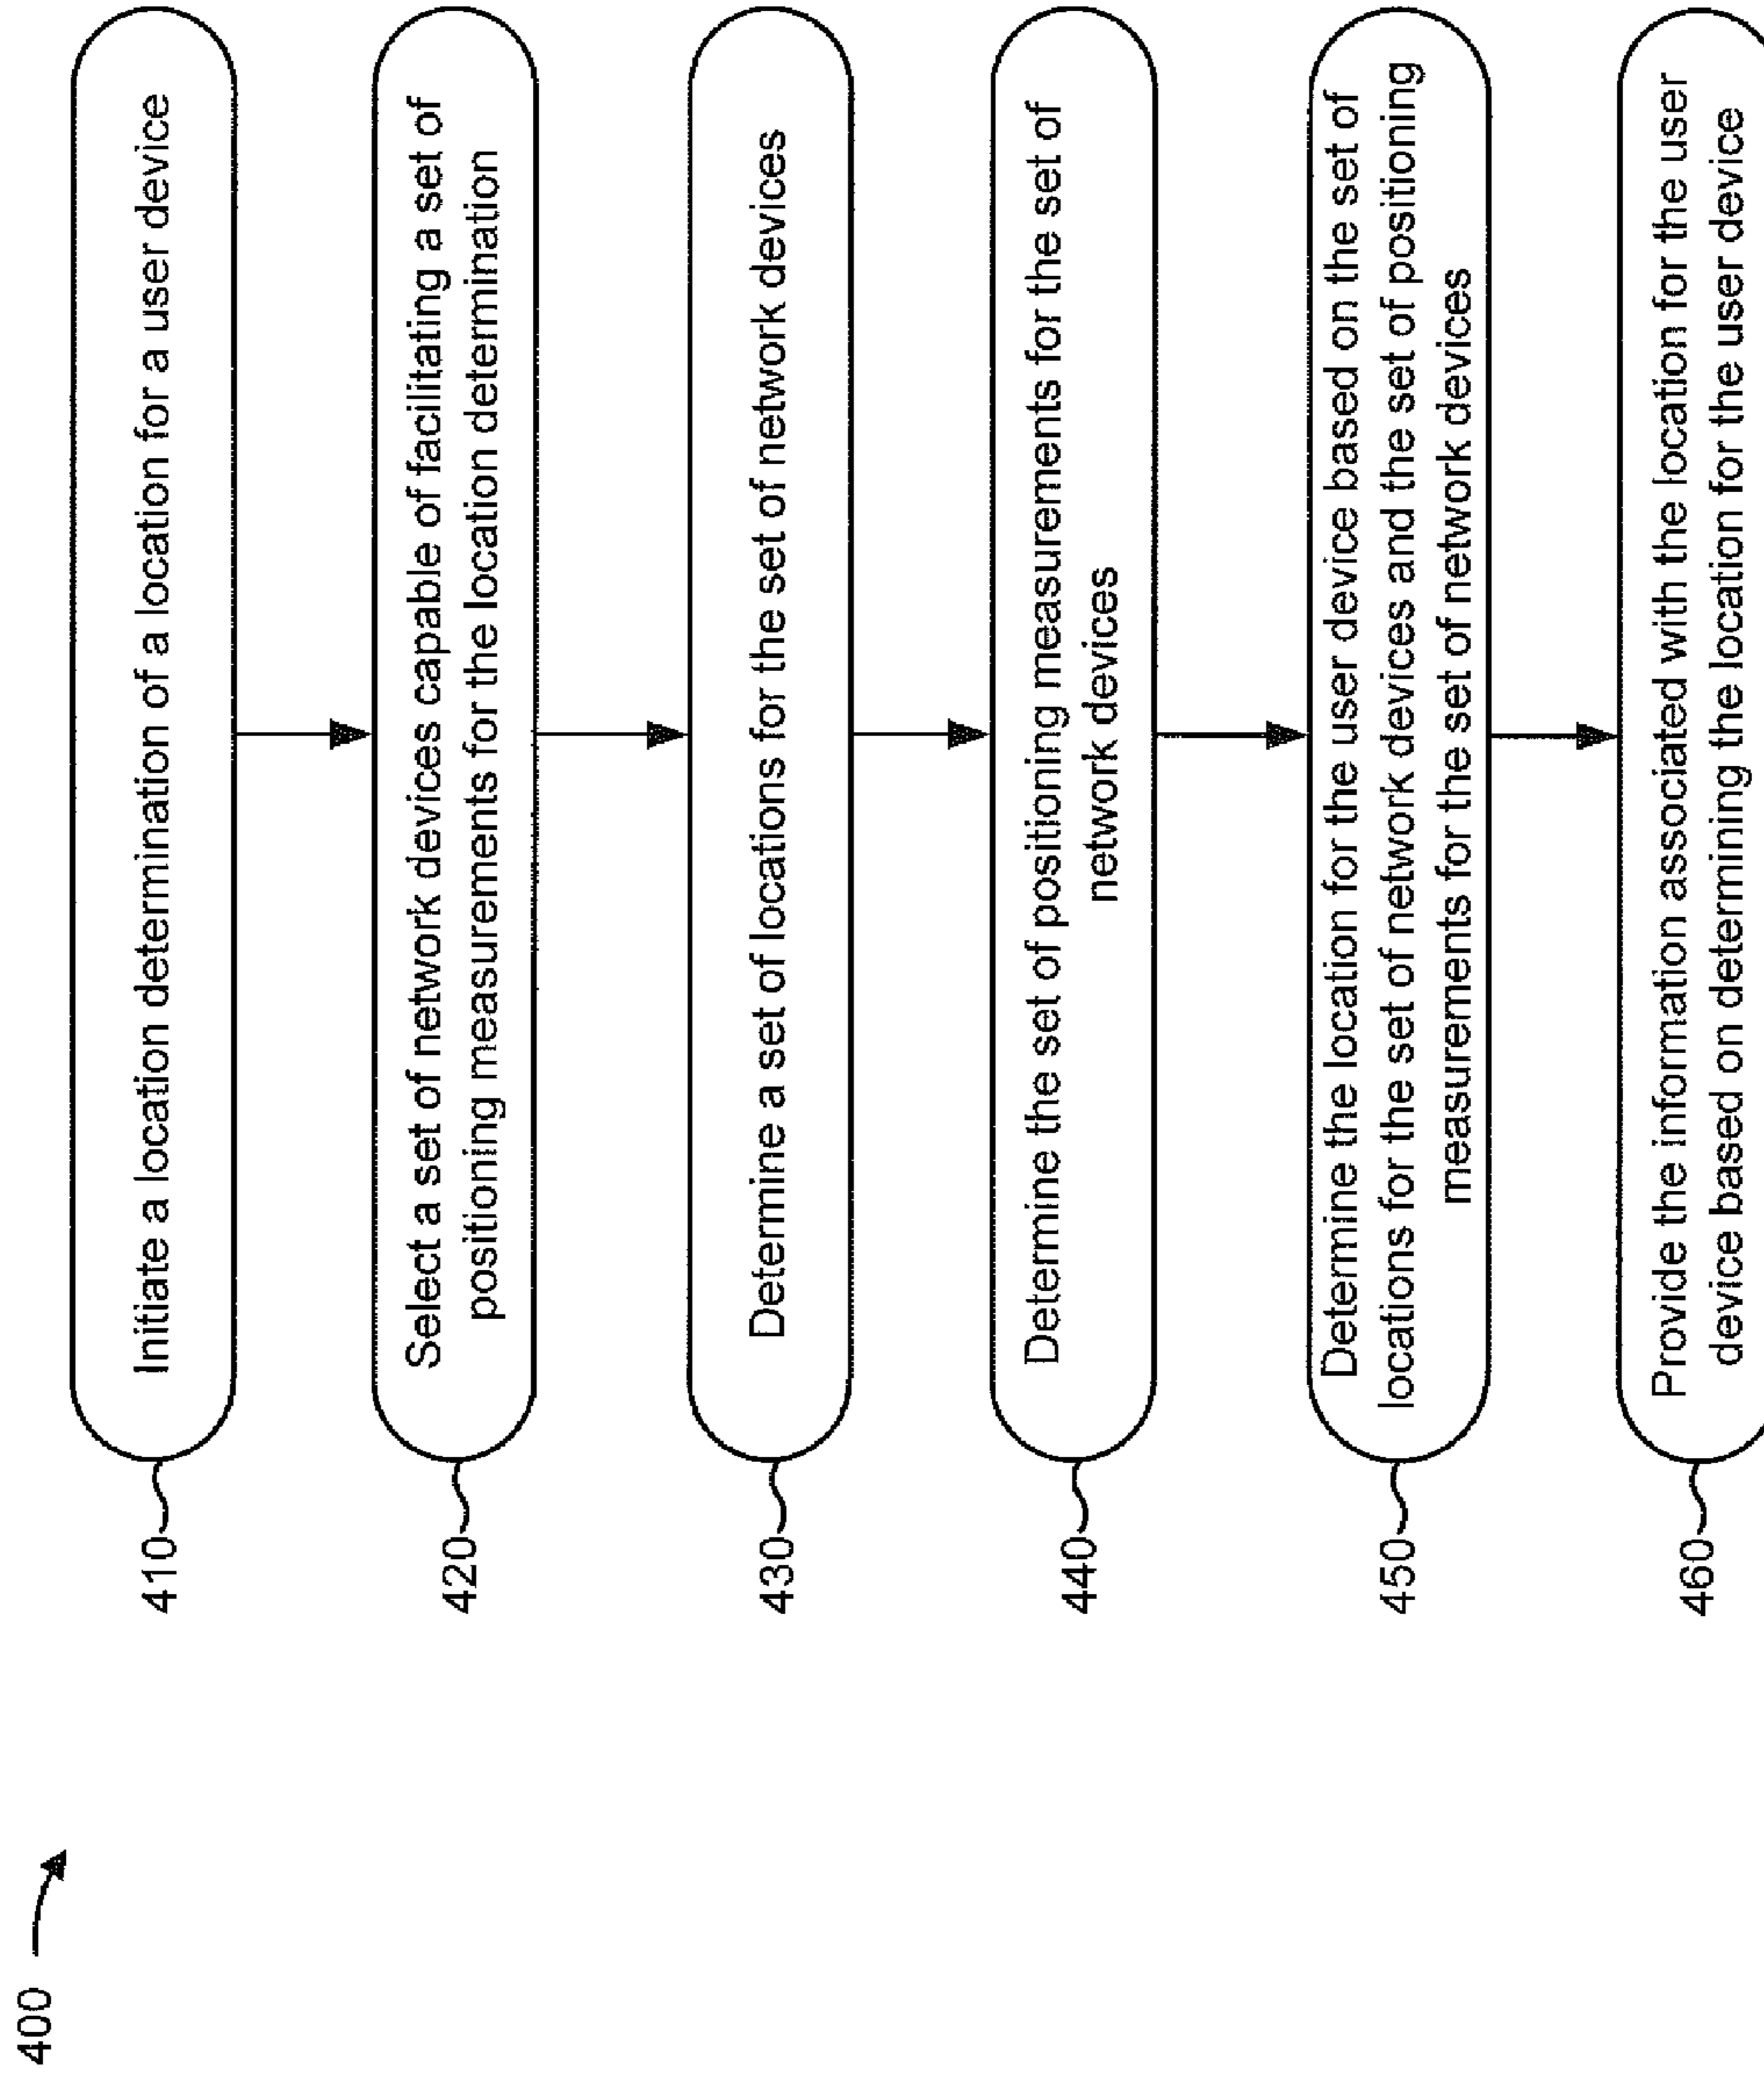 400
410
Initiate a location determination of a location for a user device
420
Select a set of network devices capable of facilitating a set of
positioning measurements for the location determination
430
Determine a set of locations for the set of network devices
440
Determine the set of positioning measurements for the set of
network devices
450
Determine the location for the user device based on the set of
locations for the set of network devices and the set of positioning
measurements for the set of network devices
460
Provide the information associated with the location for the user
device based on determining the location for the user device